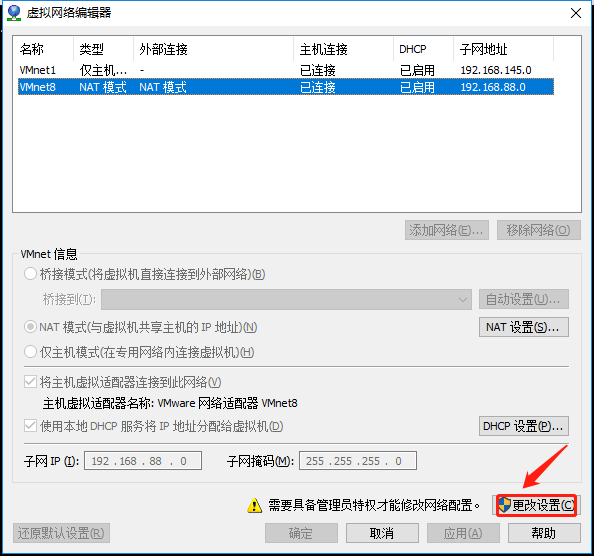 虚拟网络编辑器
名称 类型 外部连接 主机连接 DHCP 子网地址
VMnet1 仅主机... - 已连接 已启用 192.168.145.0
VMnet8 NAT 模式 NAT 模式 已连接 已启用 192.168.88.0
添加网络(E)... 移除网络(O)
VMnet 信息
桥接模式(将虚拟机直接连接到外部网络)(B)
桥接到(T): 自动设置(U)...
NAT 模式(与虚拟机共享主机的 IP 地址)(N) NAT 设置(S)...
仅主机模式(在专用网络内连接虚拟机)(H)
将主机虚拟适配器连接到此网络(V)
主机虚拟适配器名称: VMware 网络适配器 VMnet8
使用本地 DHCP 服务将 IP 地址分配给虚拟机(D) DHCP 设置(P)...
子网 IP (I): 192 . 168 . 88 . 0 子网掩码(M): 255 . 255 . 255 . 0
需要具备管理员特权才能修改网络配置。 更改设置(C)
还原默认设置(R) 确定 取消 应用(A) 帮助